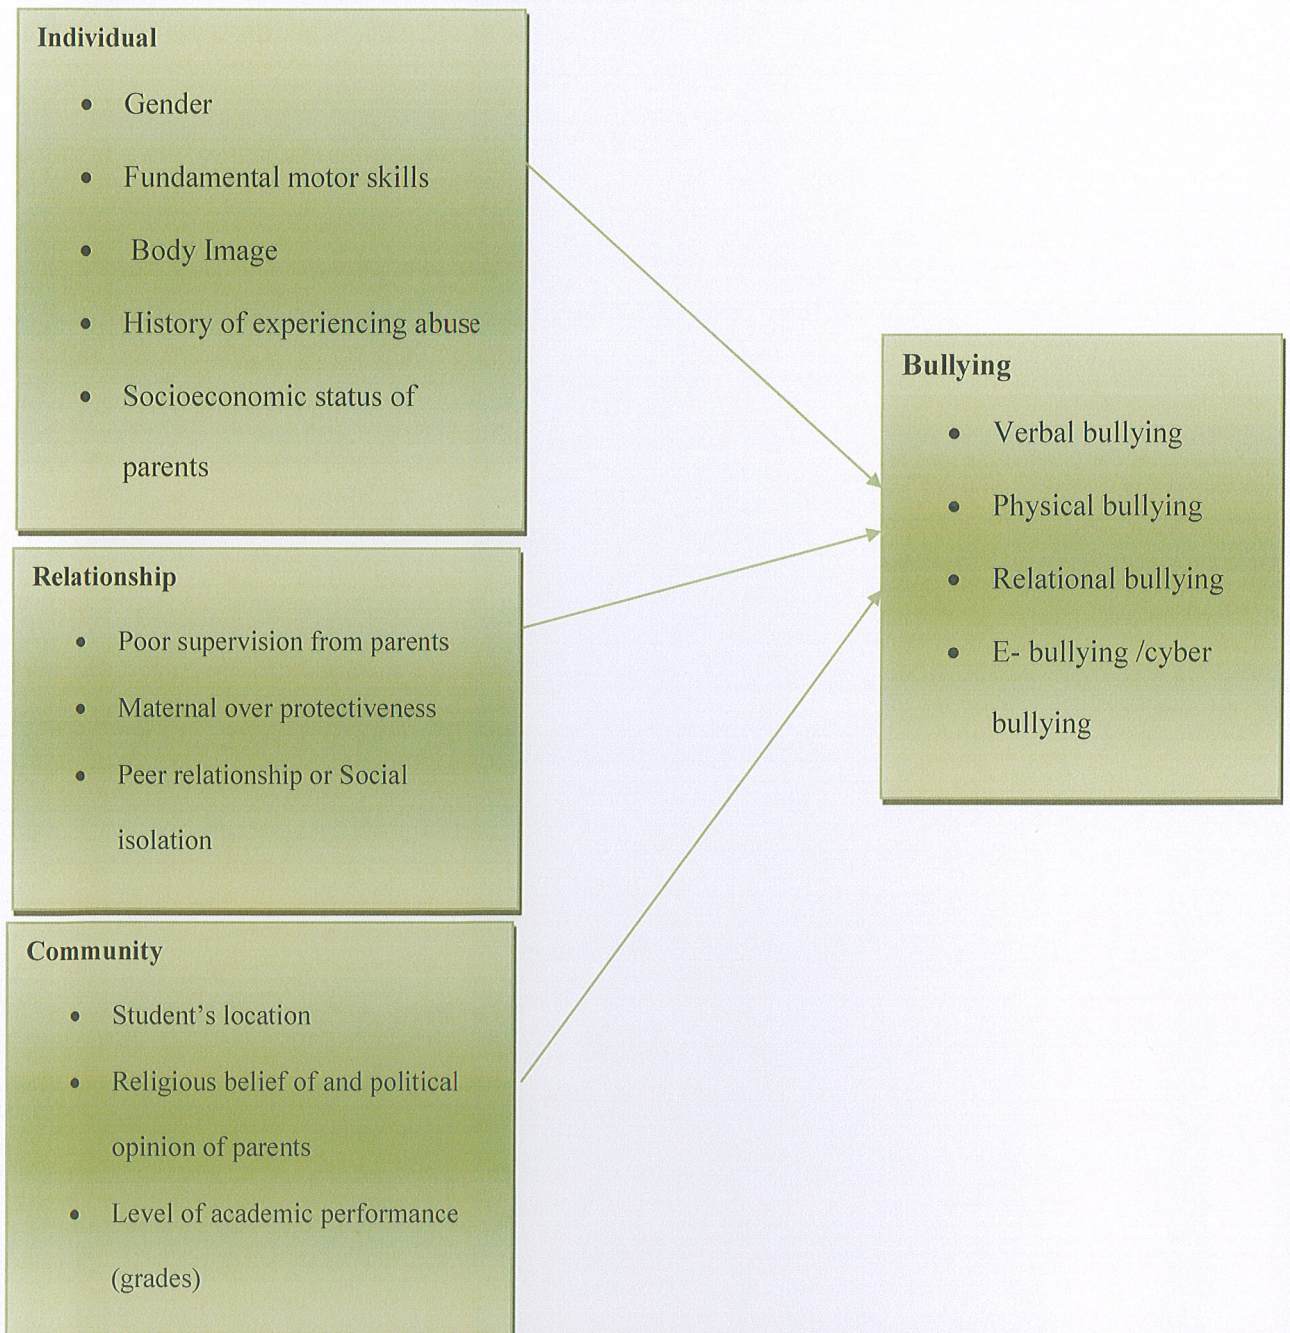 Individual
• Gender
• Fundamental motor skills
• Body Image
• History of experiencing abuse
• Socioeconomic status of
parents
Relationship
• Poor supervision from parents
• Maternal over protectiveness
• Peer relationship or Social
isolation
Community
• Student’s location
• Religious belief of and political
opinion of parents
• Level of academic performance
(grades)
Bullying
• Verbal bullying
• Physical bullying
• Relational bullying
• E- bullying /cyber
bullying